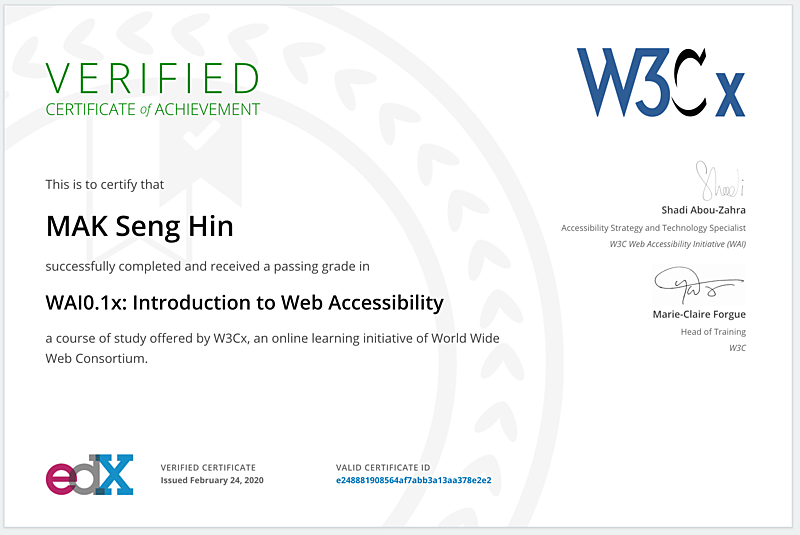 VERIFIED
CERTIFICATE of ACHIEVEMENT
W3Cx
This is to certify that
MAK Seng Hin
successfully completed and received a passing grade in
WAI0.1x: Introduction to Web Accessibility
a course of study offered by W3Cx, an online learning initiative of World Wide
Web Consortium.
Shadi
Shadi Abou-Zahra
Accessibility Strategy and Technology Specialist
W3C Web Accessibility Initiative (WAI)
Marie-Claire Forgue
Head of Training
W3C
edX
VERIFIED CERTIFICATE
Issued February 24, 2020
VALID CERTIFICATE ID
e248881908564af7abb3a13aa378e2e2